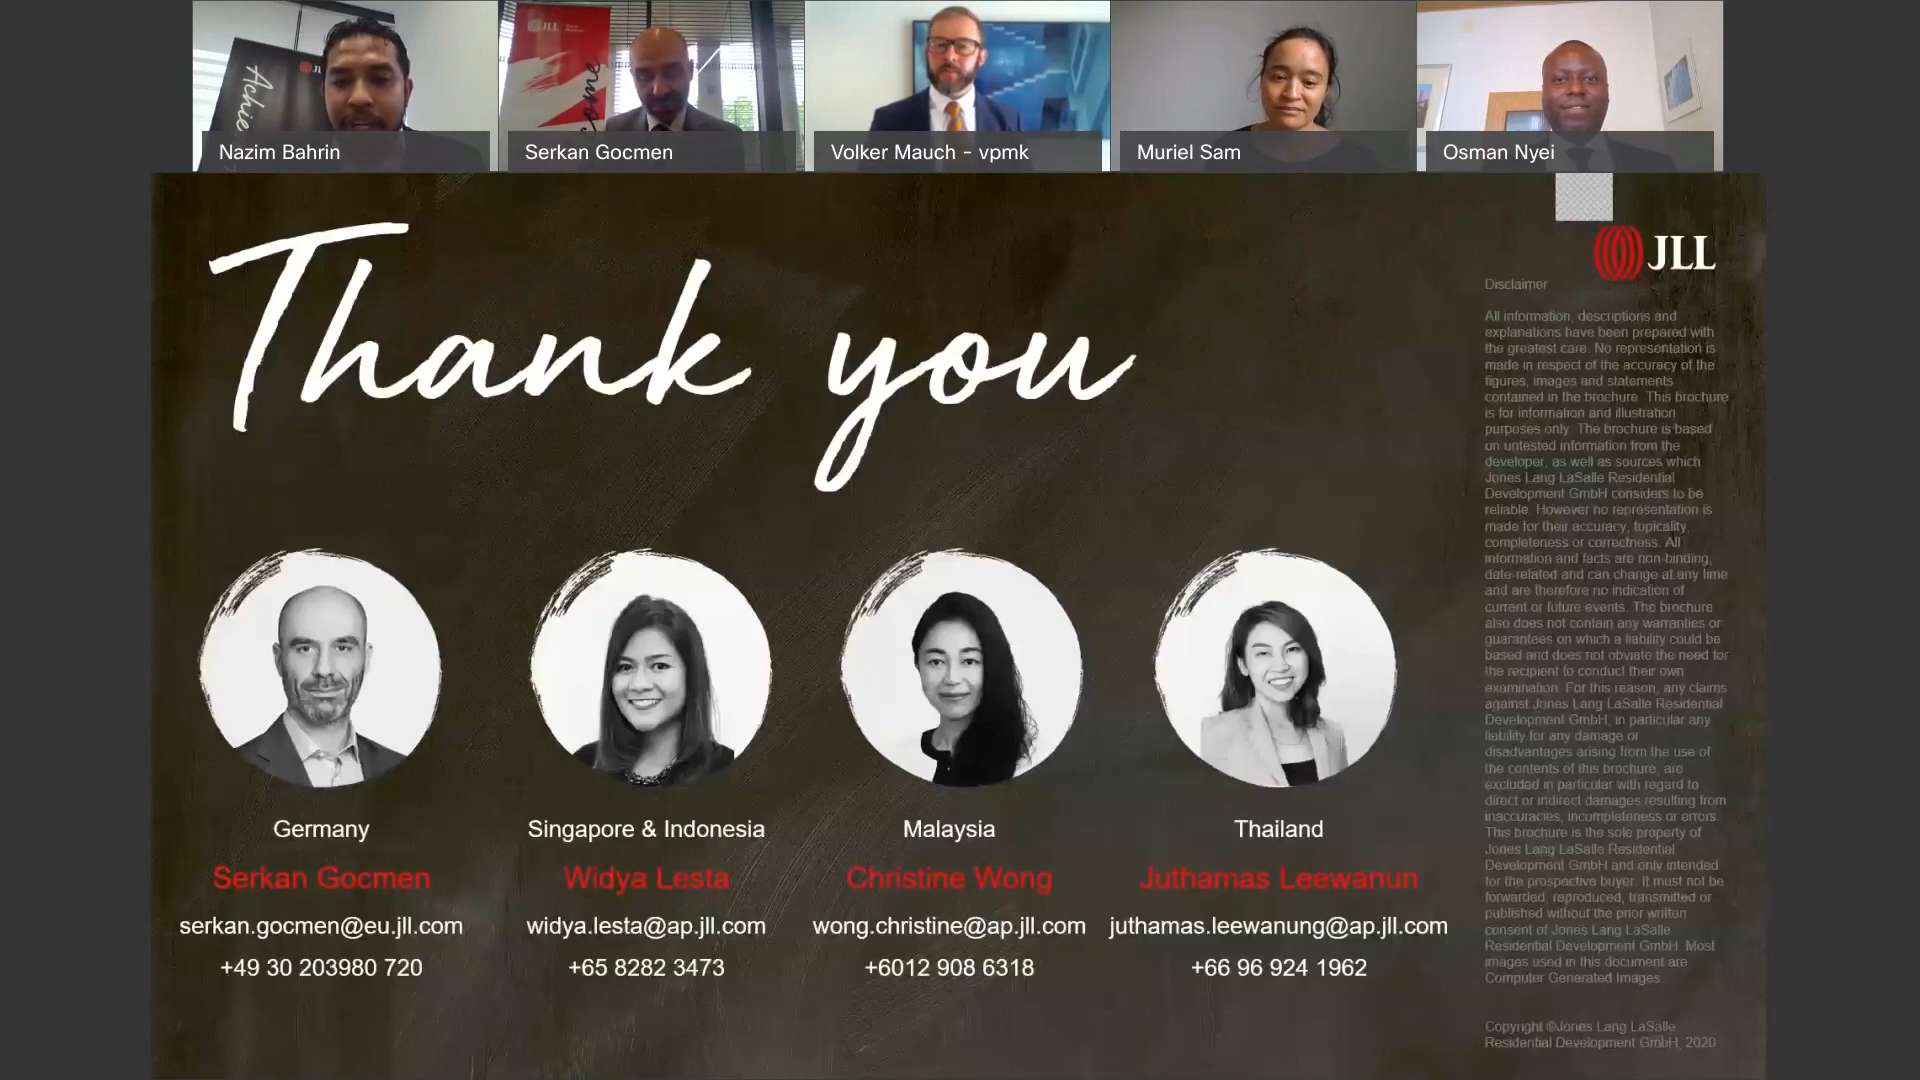 Achie
JLL
Nazim Bahrin
Serkan Gocmen
Volker Mauch - vpmk
Muriel Sam
Osman Nyei
Thank you
JLL
Disclaimer
All information, descriptions and
explanations have been prepared with
the greatest care. No representation is
made in respect of the accuracy of the
figures, images and statements
contained in the brochure. This brochure
is for information and illustration
purposes only. The brochure is based
on untested information from the
developer, as well as sources which
Jones Lang LaSalle Residential
Development GmbH considers to be
reliable. However no representation is
made for their accuracy, topicality,
completeness or correctness. All
information and facts are non-binding,
date-related and can change at any time
and are therefore no indication of
current or future events. The brochure
also does not contain any warranties or
guarantees on which a liability could be
based and does not obviate the need for
the recipient to conduct their own
examination. For this reason, any claims
against Jones Lang LaSalle Residential
Development GmbH, in particular any
liability for any damage or
disadvantages arising from the use of
the contents of this brochure, are
excluded in particular with regard to
direct or indirect damages resulting from
inaccuracies, incompleteness or errors.
This brochure is the sole property of
Jones Lang LaSalle Residential
Development GmbH and only intended
for the prospective buyer. It must not be
forwarded, reproduced, transmitted or
published without the prior written
consent of Jones Lang LaSalle
Residential Development GmbH. Most
images used in this document are
Computer Generated Images.
Copyright ©Jones Lang LaSalle
Residential Development GmbH, 2020
Germany
Serkan Gocmen
serkan.gocmen@eu.jll.com
+49 30 203980 720
Singapore & Indonesia
Widya Lesta
widya.lesta@ap.jll.com
+65 8282 3473
Malaysia
Christine Wong
wong.christine@ap.jll.com
+6012 908 6318
Thailand
Juthamas Leewanun
juthamas.leewanung@ap.jll.com
+66 96 924 1962